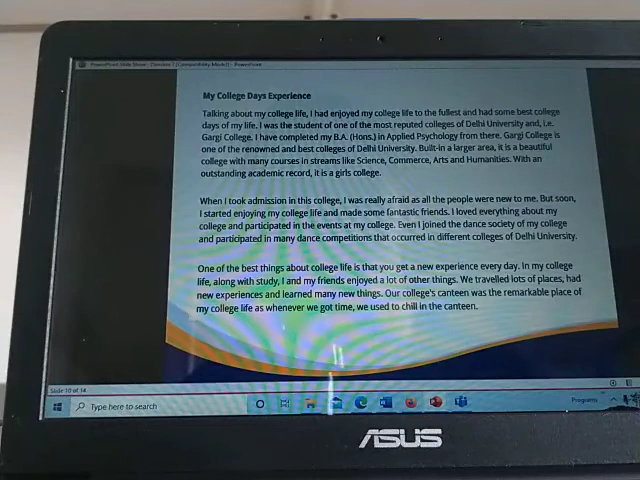 PowerPoint Slide Show - [
[Compatibility Mode]] - PowerPoint
My College Days Experience
Talking about my college life, I had enjoyed my college life to the fullest and had some best college
days of my life. I was the student of one of the most reputed colleges of Delhi University and, i.e.
Gargi College. I have completed my B.A. (Hons.) in Applied Psychology from there. Gargi College is
one of the renowned and best colleges of Delhi University. Built-in a larger area, it is a beautiful
college with many courses in streams like Science, Commerce, Arts and Humanities. With an
outstanding academic record, it is a girls college.
When I took admission in this college, I was really afraid as all the people were new to me. But soon,
I started enjoying my college life and made some fantastic friends. I loved everything about my
college and participated in the events at my college. Even I joined the dance society of my college
and participated in many dance competitions that occurred in different colleges of Delhi University.
One of the best things about college life is that you get a new experience every day. In my college
life, along with study, I and my friends enjoyed a lot of other things. We travelled lots of places, had
new experiences and learned many new things. Our college's canteen was the remarkable place of
my college life as whenever we got time, we used to chill in the canteen.
Slide 10 of 14
Type here to search
Programs
ASUS